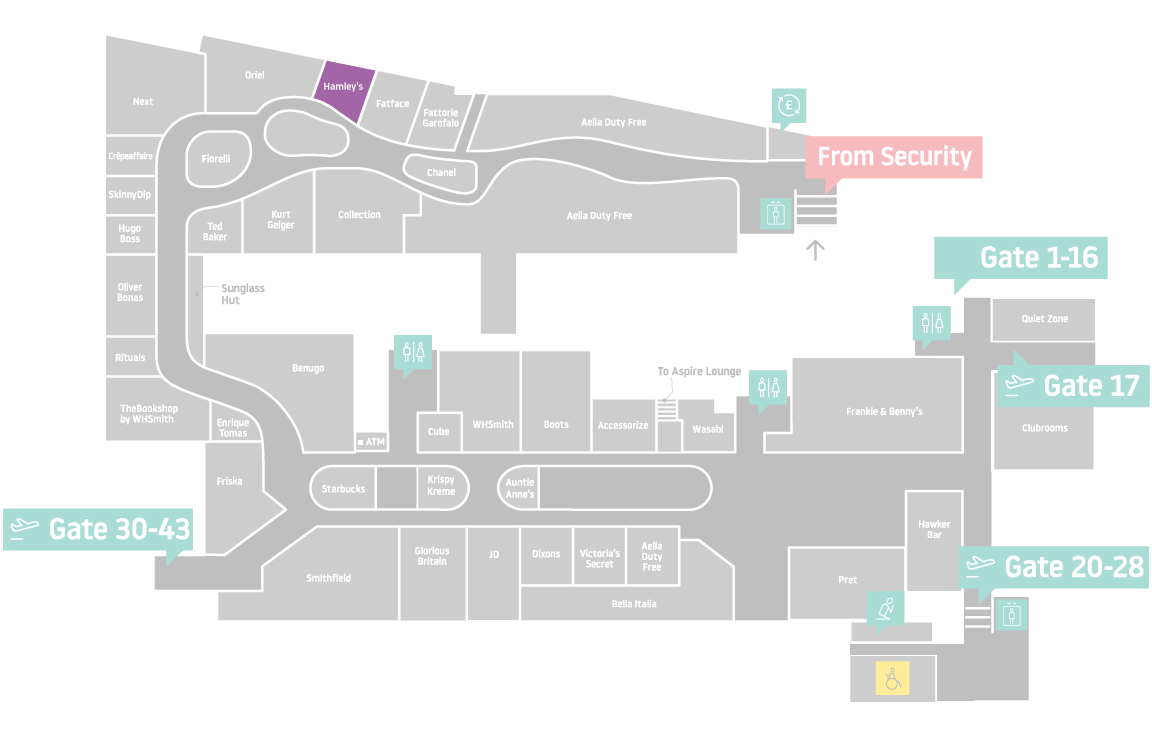 Oriel
Hamley's
Next
Fatface
Fattorie
Garofalo
Aelia Duty Free
£
From Security
Crêpeaffaire
Fiorelli
Chanel
SkinnyDip
Hugo
Boss
Ted
Baker
Kurt
Geiger
Collection
Aelia Duty Free
Gate 1-16
Oliver
Bonas
Sunglass
Hut
Quiet Zone
Rituals
Benugo
To Aspire Lounge
Gate 17
TheBookshop
by WHSmith
Enrique
Tomas
ATM
Cube
WHSmith
Boots
Accessorize
Wasabi
Frankie & Benny's
Clubrooms
Friska
Starbucks
Krispy
Kreme
Auntie
Anne's
Gate 30-43
Hawker
Bar
Glorious
Britain
JD
Dixons
Victoria's
Secret
Aelia
Duty
Free
Gate 20-28
Smithfield
Pret
Bella Italia